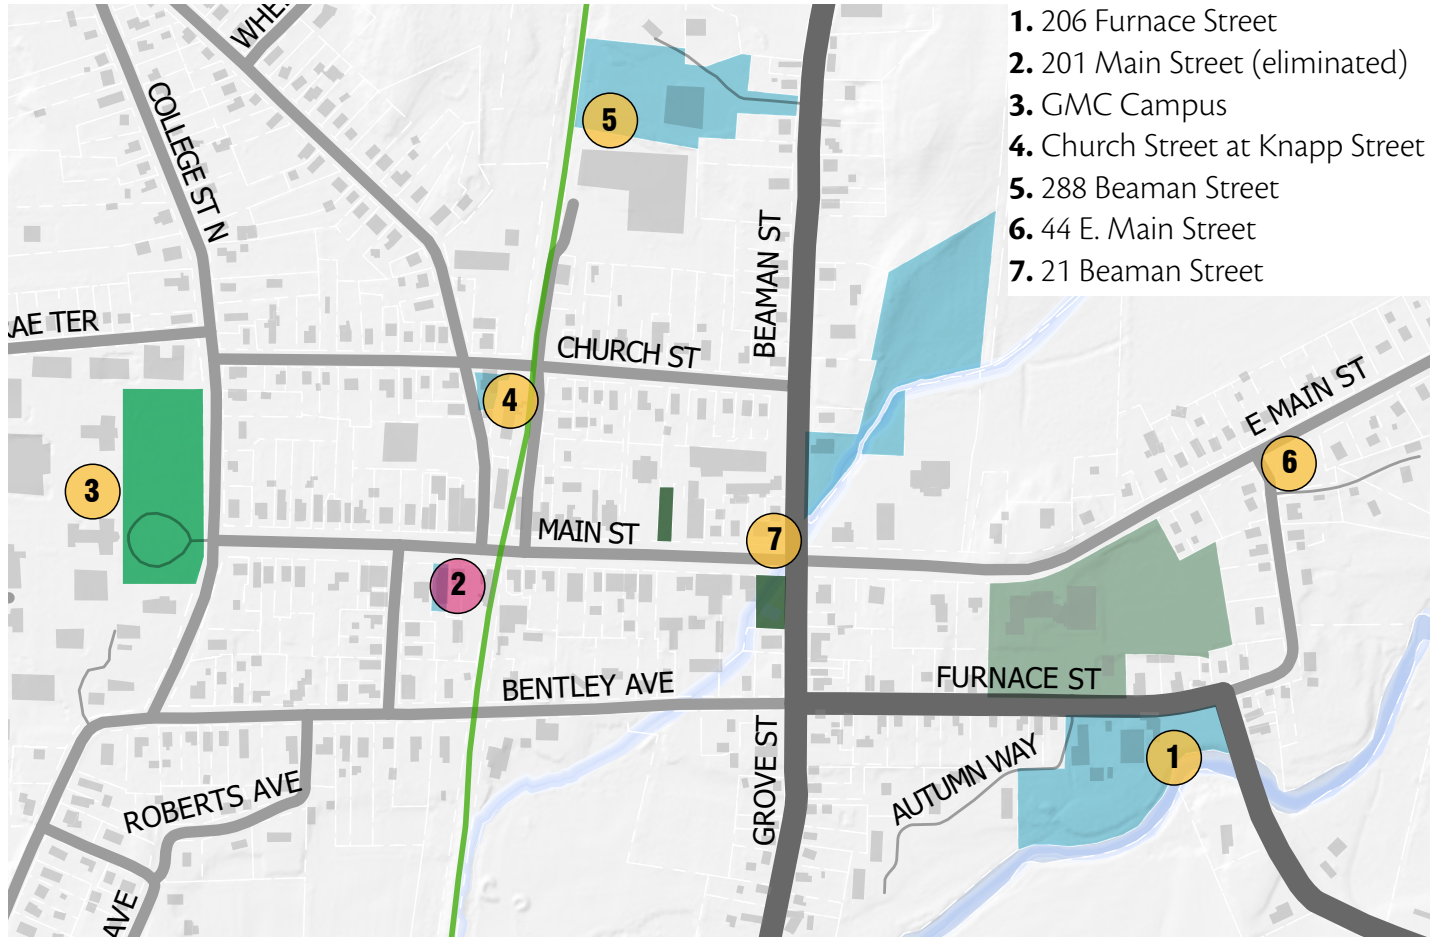 1. 206 Furnace Street
2. 201 Main Street (eliminated)
3. GMC Campus
4. Church Street at Knapp Street
5. 288 Beaman Street
6. 44 E. Main Street
7. 21 Beaman Street
WHE
COLLEGE ST N
5
BEAMAN ST
AE TER
CHURCH ST
4
E MAIN ST
6
3
MAIN ST
7
2
BENTLEY AVE
FURNACE ST
GROVE ST
1
AUTUMN WAY
ROBERTS AVE
AVE